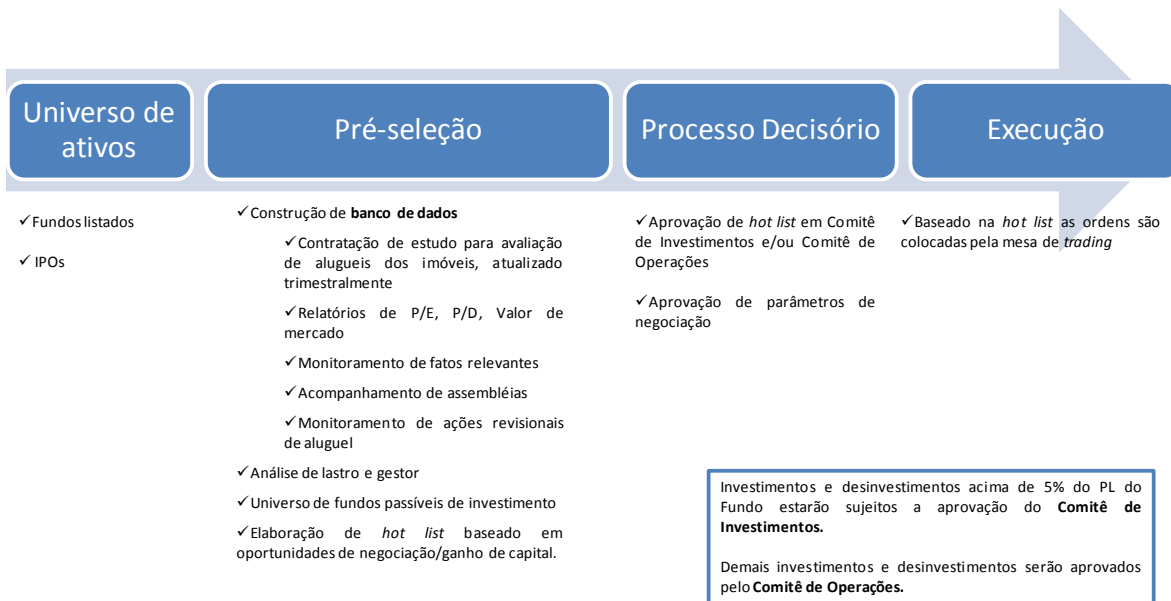 Universo de
ativos
Pré-seleção
Processo Decisório
Execução
✓Fundos listados
✓ IPOs
✓Construção de banco de dados
✓Contratação de estudo para avaliação
de alugueis dos imóveis, atualizado
trimestralmente
✓Relatórios de P/E, P/D, Valor de
mercado
✓Monitoramento de fatos relevantes
✓Acompanhamento de assembléias
✓Monitoramento de ações revisionais
de aluguel
✓Análise de lastro e gestor
✓Universo de fundos passíveis de investimento
✓Elaboração de hot list baseado em
oportunidades de negociação/ganho de capital.
✓Aprovação de hot list em Comitê
de Investimentos e/ou Comitê de
Operações
✓Aprovação de parâmetros de
negociação
✓Baseado na hot list as ordens são
colocadas pela mesa de trading
Investimentos e desinvestimentos acima de 5% do PL do
Fundo estarão sujeitos a aprovação do Comitê de
Investimentos.
Demais investimentos e desinvestimentos serão aprovados
pelo Comitê de Operações.